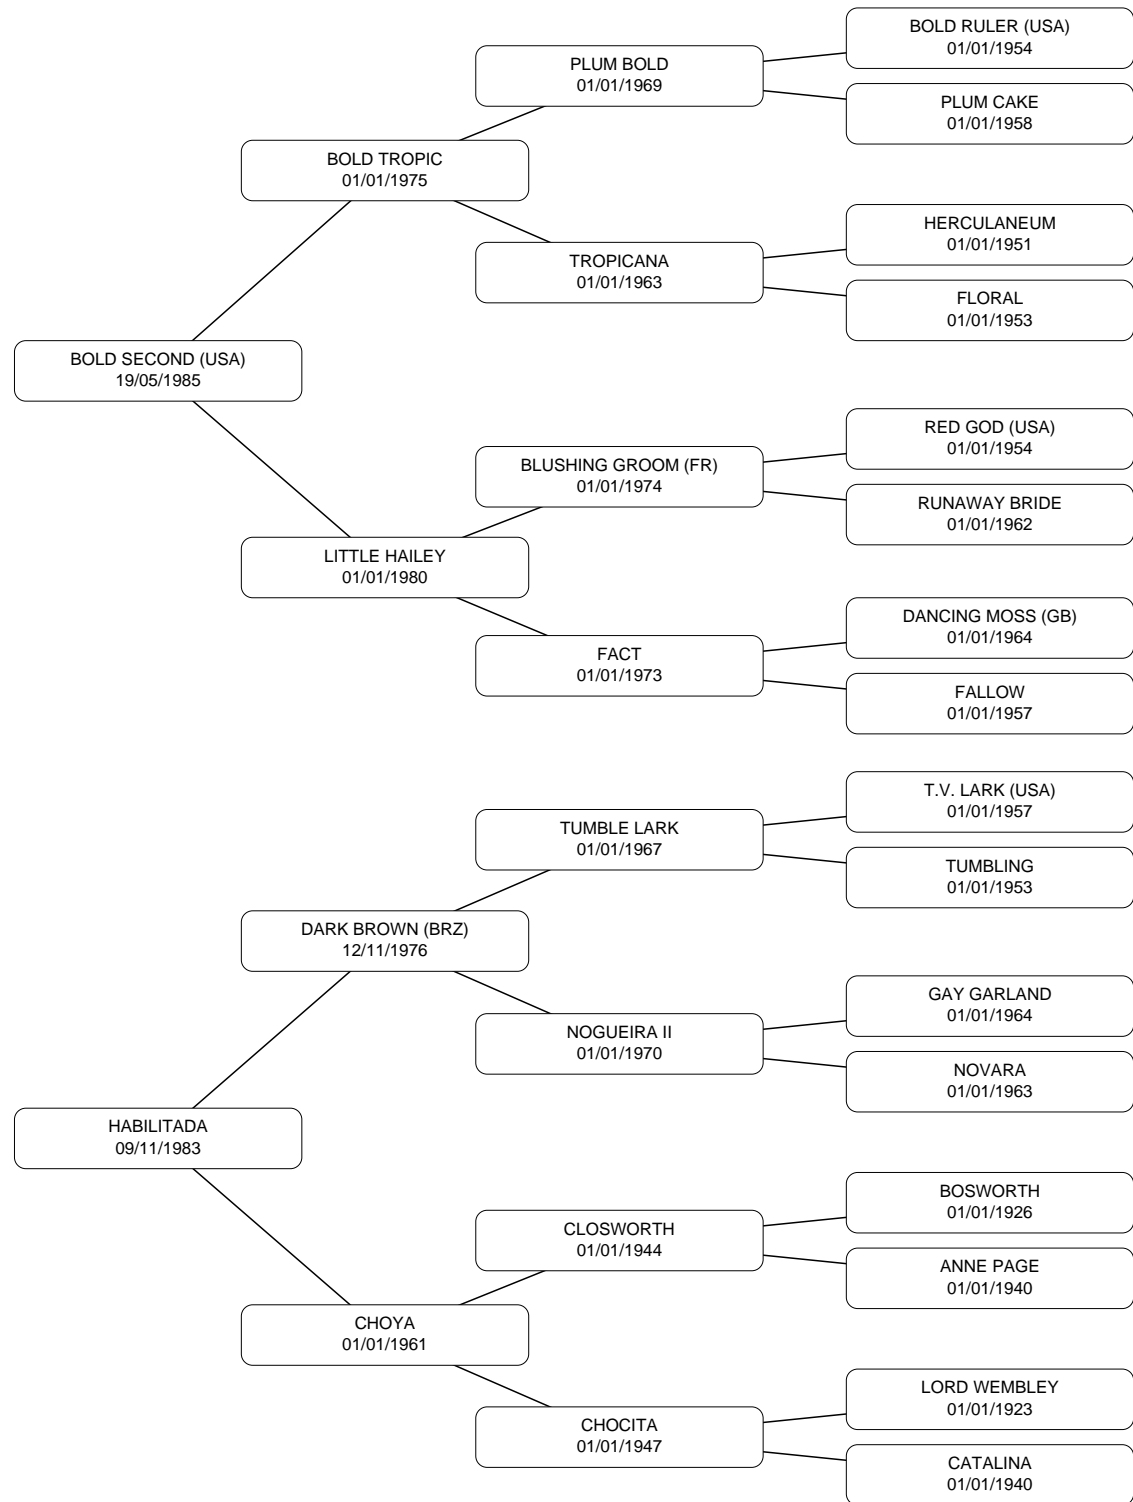 BOLD RULER (USA)
01/01/1954
PLUM BOLD
01/01/1969
PLUM CAKE
01/01/1958
BOLD TROPIC
01/01/1975
HERCULANEUM
01/01/1951
TROPICANA
01/01/1963
FLORAL
01/01/1953
BOLD SECOND (USA)
19/05/1985
RED GOD (USA)
01/01/1954
BLUSHING GROOM (FR)
01/01/1974
RUNAWAY BRIDE
01/01/1962
LITTLE HAILEY
01/01/1980
DANCING MOSS (GB)
01/01/1964
FACT
01/01/1973
FALLOW
01/01/1957
T.V. LARK (USA)
01/01/1957
TUMBLE LARK
01/01/1967
TUMBLING
01/01/1953
DARK BROWN (BRZ)
12/11/1976
GAY GARLAND
01/01/1964
NOGUEIRA II
01/01/1970
NOVARA
01/01/1963
HABILITADA
09/11/1983
BOSWORTH
01/01/1926
CLOSWORTH
01/01/1944
ANNE PAGE
01/01/1940
CHOYA
01/01/1961
LORD WEMBLEY
01/01/1923
CHOCITA
01/01/1947
CATALINA
01/01/1940